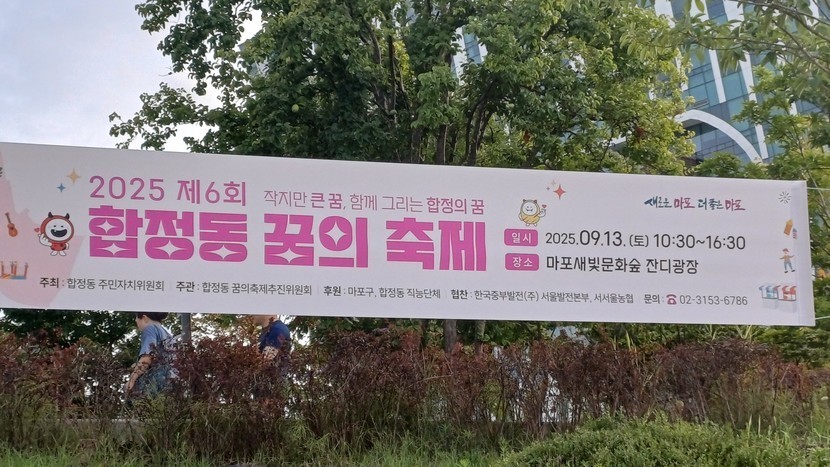 2025 제6회 작지만 큰 꿈, 함께 그리는 합정의 꿈
합정동 꿈의 축제
새로운 마포 더 좋은 마포
일시 2025.09.13.(토) 10:30~16:30
장소 마포새빛문화숲 잔디광장
주최 : 합정동 주민자치위원회 | 주관 : 합정동 꿈의축제추진위원회 | 후원 : 마포구, 합정동 직능단체 | 협찬 : 한국중부발전(주) 서울발전본부, 서서울농협 문의 : ☎ 02-3153-6786